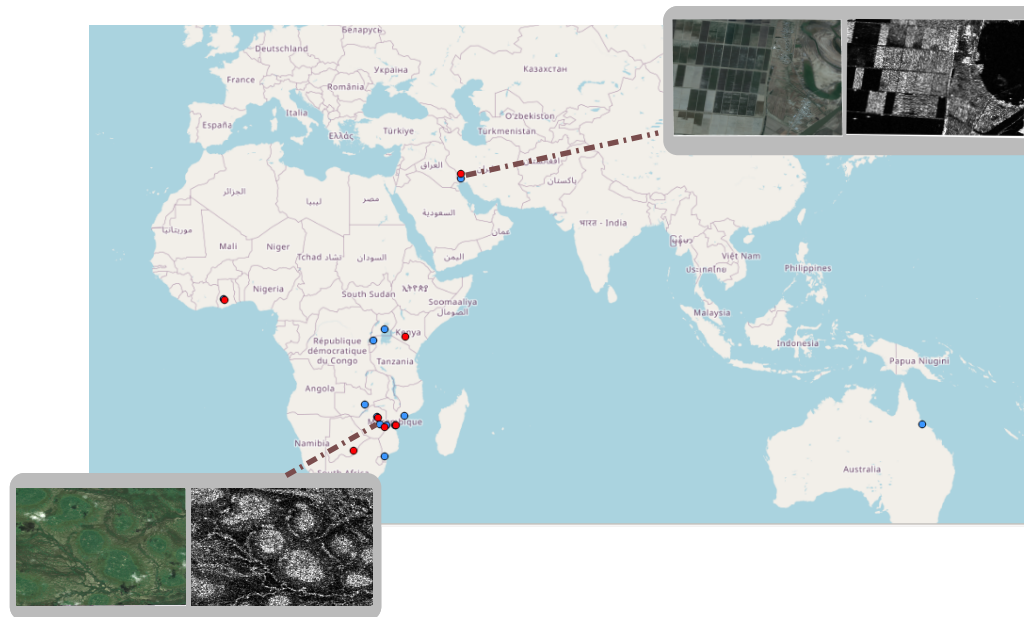 Беларусь
Deutschland
Україна
Казахстан
France
România
Italia
España
Ελλάς
Türkiye
O'zbekiston
Türkmenistan
العراق
پاکستان
الجزائر
ليبيا
مصر
السعودية
भारत - India
موريتانيا
عمان
Mali
Niger
Tchad تشاد
السودان
اليمن
Việt Nam
ประเทศไทย
Philippines
Nigeria
South Sudan
Soomaaliya
الصومال
Malaysia
Kenya
République
démocratique
du Congo
Indonesia
Tanzania
Papua Niugini
Angola
Namibia
Australia
South Africa